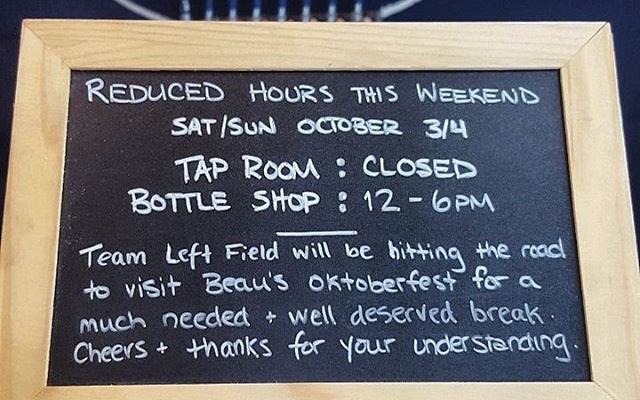 REDUCED HOURS THIS WEEKEND
SAT/SUN OCTOBER 3/4
TAP ROOM : CLOSED
BOTTLE SHOP : 12 - 6PM
Team Left Field will be hitting the road
to visit Beau's Oktoberfest for a
much needed + well deserved break.
Cheers + thanks for your understanding.